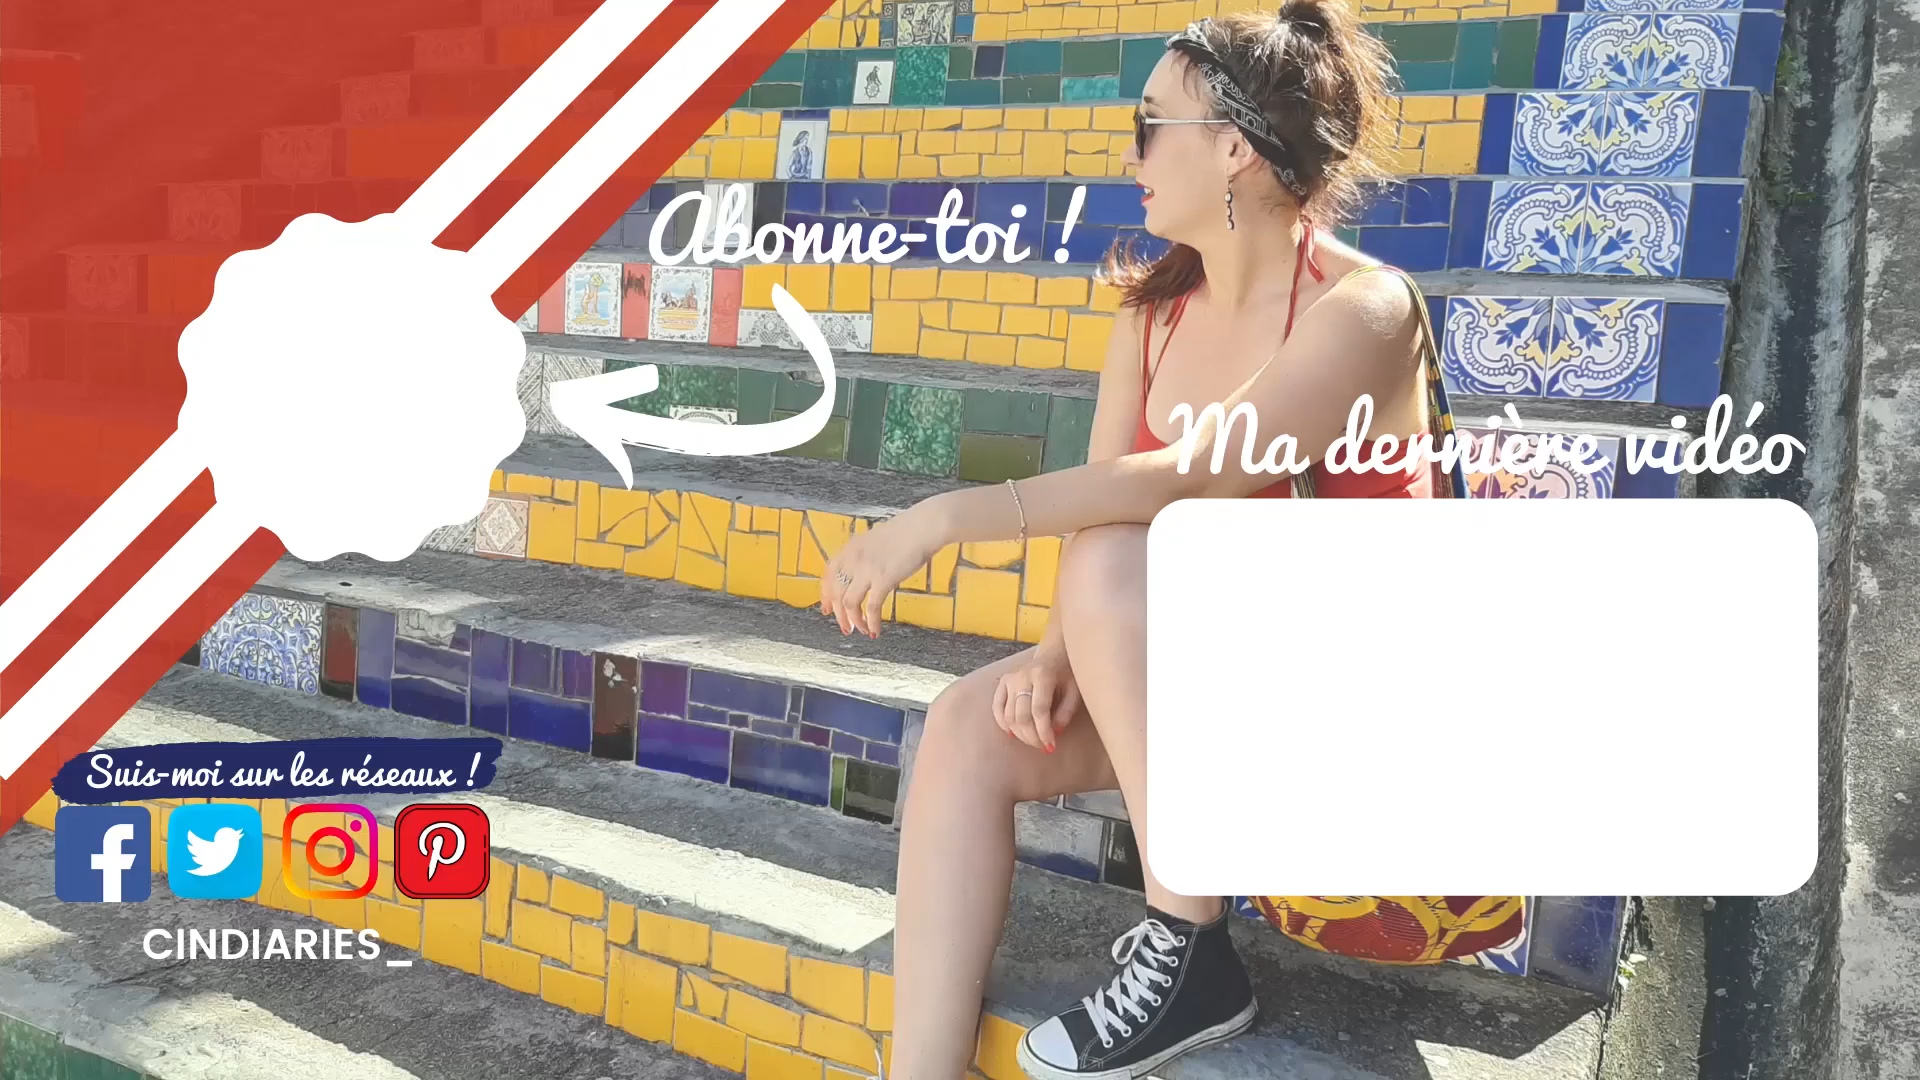 Abonne-toi !
Ma dernière vidéo
Suis-moi sur les réseaux !
CINDIARIES_